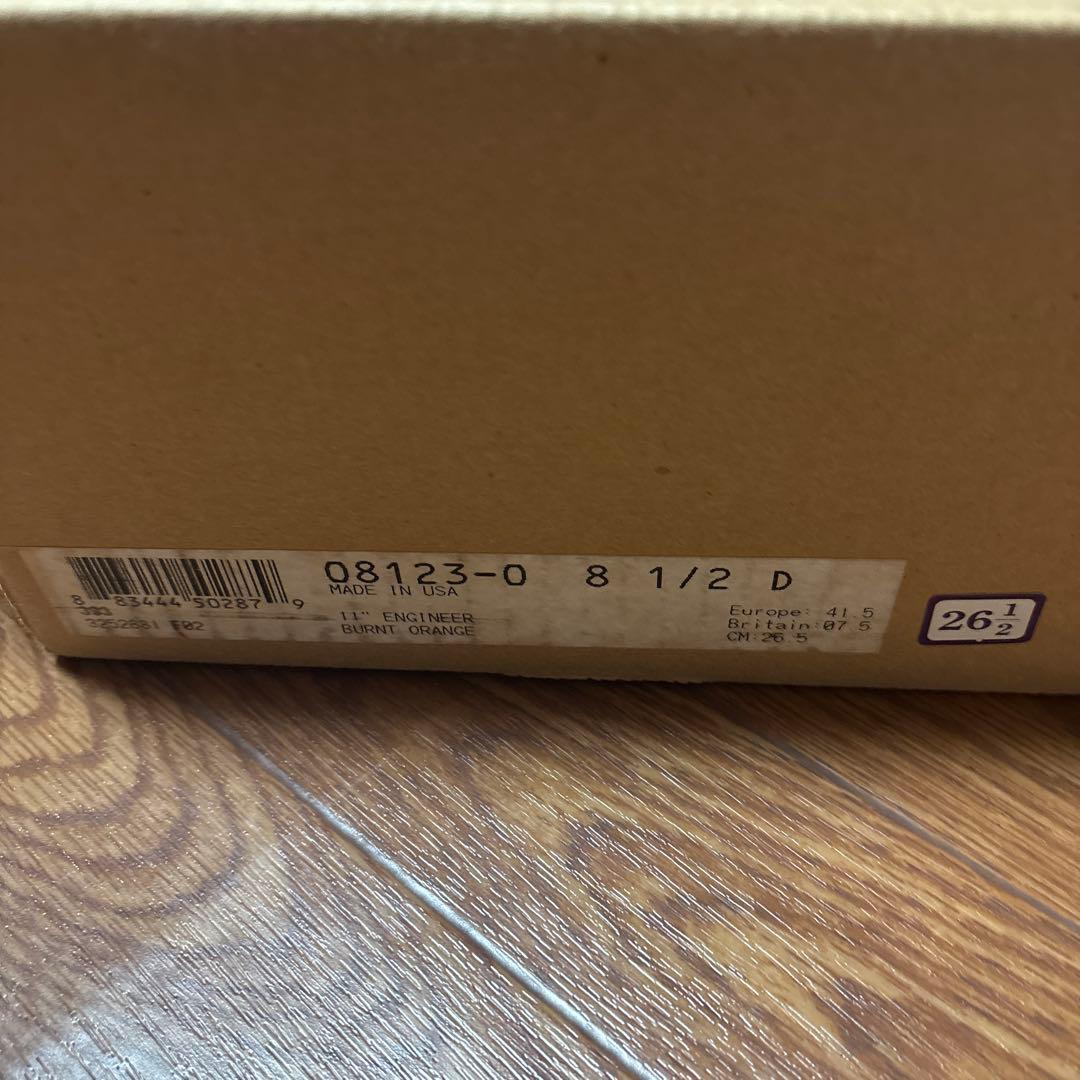 08123-0 8 1/2 D
MADE IN USA
8 83444 50287 9
11" ENGINEER
BURNT ORANGE
Europe: 41.5
Britain:07.5
CM:26.5
26 1/2